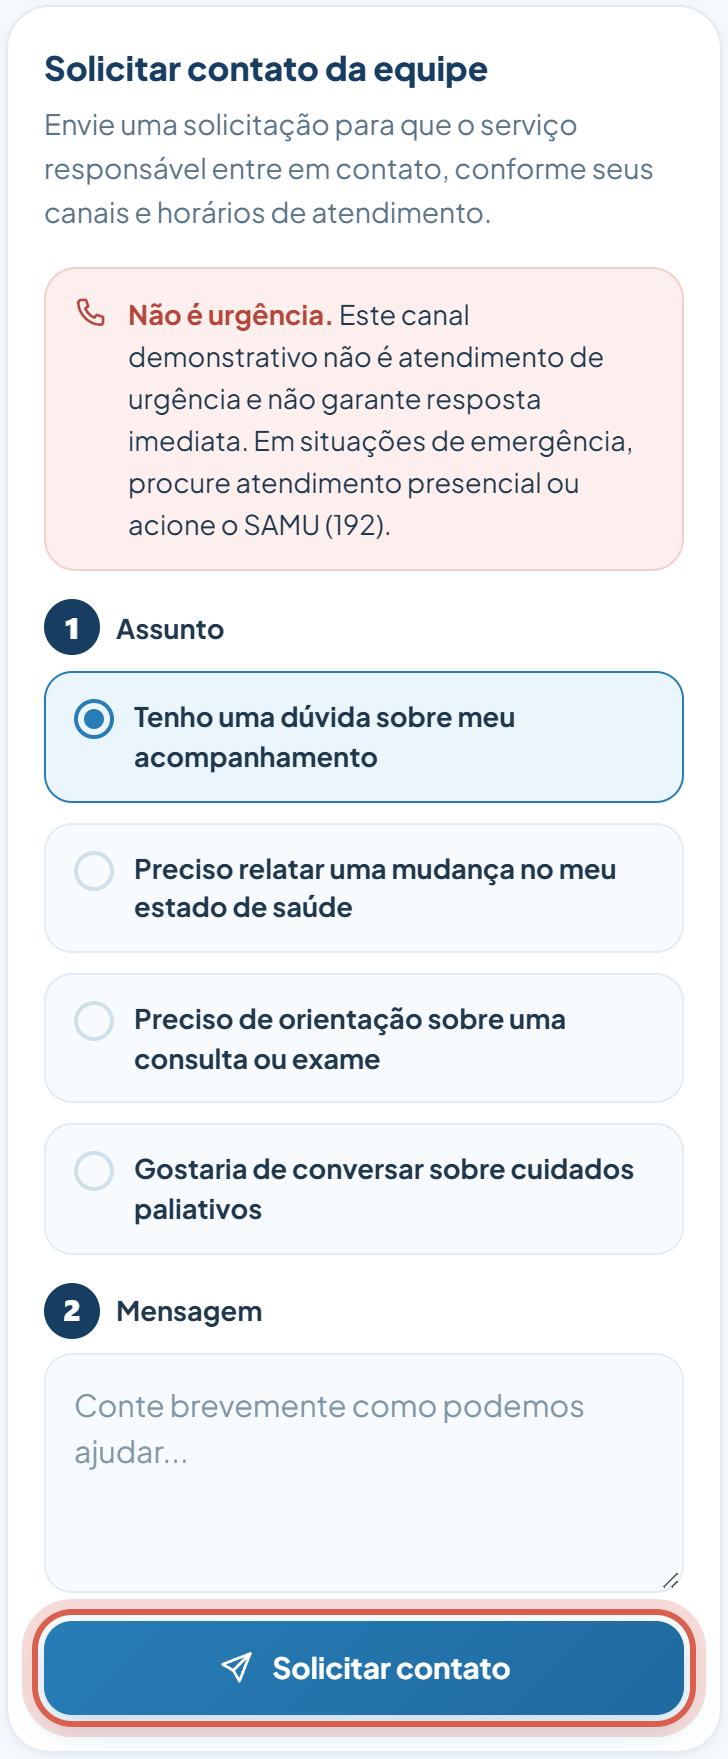 Solicitar contato da equipe
Envie uma solicitação para que o serviço
responsável entre em contato, conforme seus
canais e horários de atendimento.
Não é urgência. Este canal
demonstrativo não é atendimento de
urgência e não garante resposta
imediata. Em situações de emergência,
procure atendimento presencial ou
acione o SAMU (192).
1 Assunto
Tenho uma dúvida sobre meu
acompanhamento
Preciso relatar uma mudança no meu
estado de saúde
Preciso de orientação sobre uma
consulta ou exame
Gostaria de conversar sobre cuidados
paliativos
2 Mensagem
Conte brevemente como podemos
ajudar...
Solicitar contato